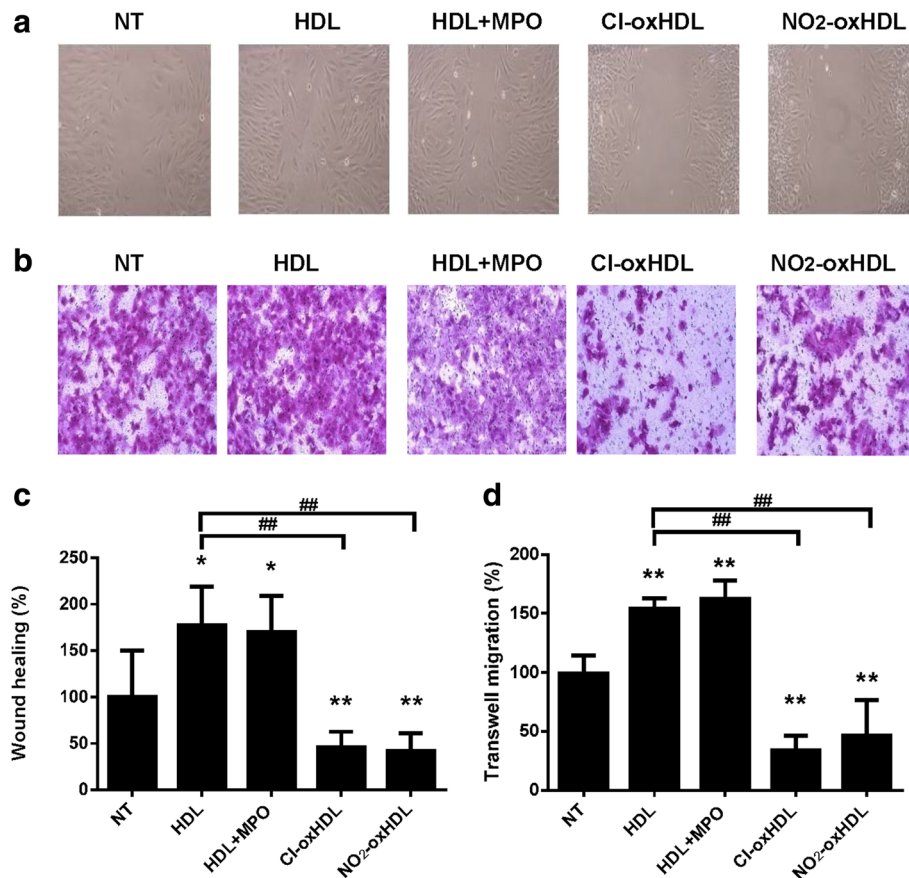 a
NT HDL HDL+MPO Cl-oxHDL NO2-oxHDL
b
NT HDL HDL+MPO Cl-oxHDL NO2-oxHDL
c
##
##
* * ** **
Wound healing (%)
250
200
150
100
50
0
NT HDL HDL+MPO Cl-oxHDL NO2-oxHDL
d
##
##
** ** ** **
Transwell migration (%)
200
150
100
50
0
NT HDL HDL+MPO Cl-oxHDL NO2-oxHDL